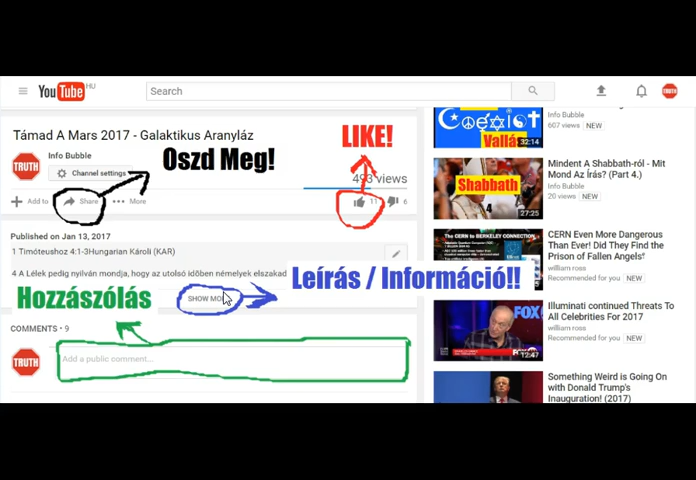 YouTube HU
Search
TRUTH
Támad A Mars 2017 - Galaktikus Aranyláz
TRUTH
Info Bubble
Channel settings
Oszd Meg!
LIKE!
493 views
Add to
Share
More
11
6
Published on Jan 13, 2017
1 Timóteushoz 4:1-3Hungarian Károli (KAR)
4 A Lélek pedig nyilván mondja, hogy az utolsó időben némelyek elszakad
Leírás / Információ!!
Hozzászólás
SHOW MO
COMMENTS • 9
TRUTH
Add a public comment...
Vallás
32:14
Info Bubble
607 views NEW
Shabbath
4
27:25
Mindent A Shabbath-ról - Mit
Mond Az Írás? (Part 4.)
Info Bubble
20 views NEW
The CERN to BERKELEY CONNECTION
CERN Even More Dangerous
Than Ever! Did They Find the
Prison of Fallen Angels?
william ross
Recommended for you NEW
FOX
12:47
Illuminati continued Threats To
All Celebrities For 2017
william ross
Recommended for you NEW
Something Weird is Going On
with Donald Trump's
Inauguration! (2017)